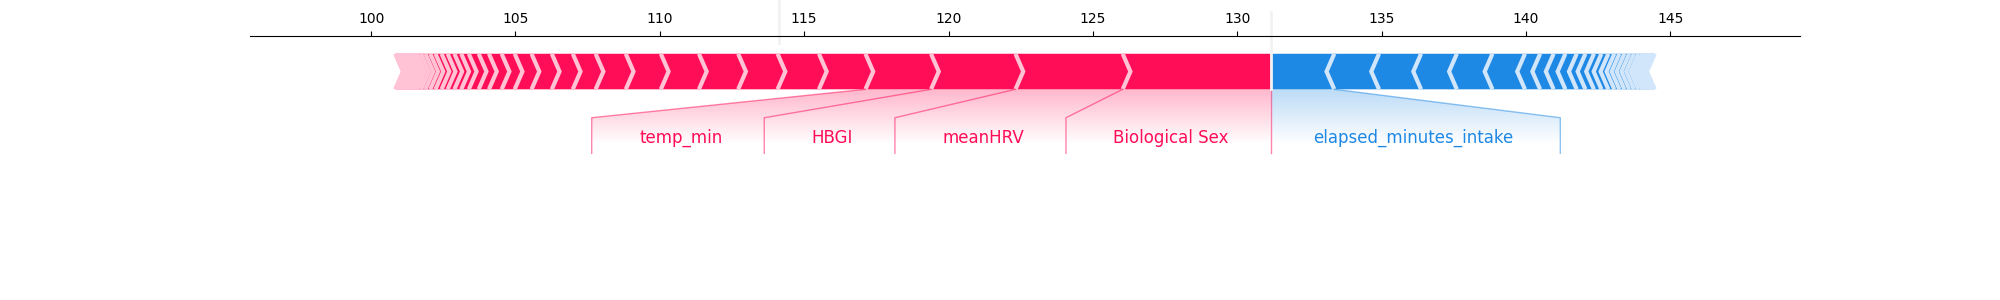 100 105 110 115 120 125 130 135 140 145
temp_min HBGI meanHRV Biological Sex elapsed_minutes_intake